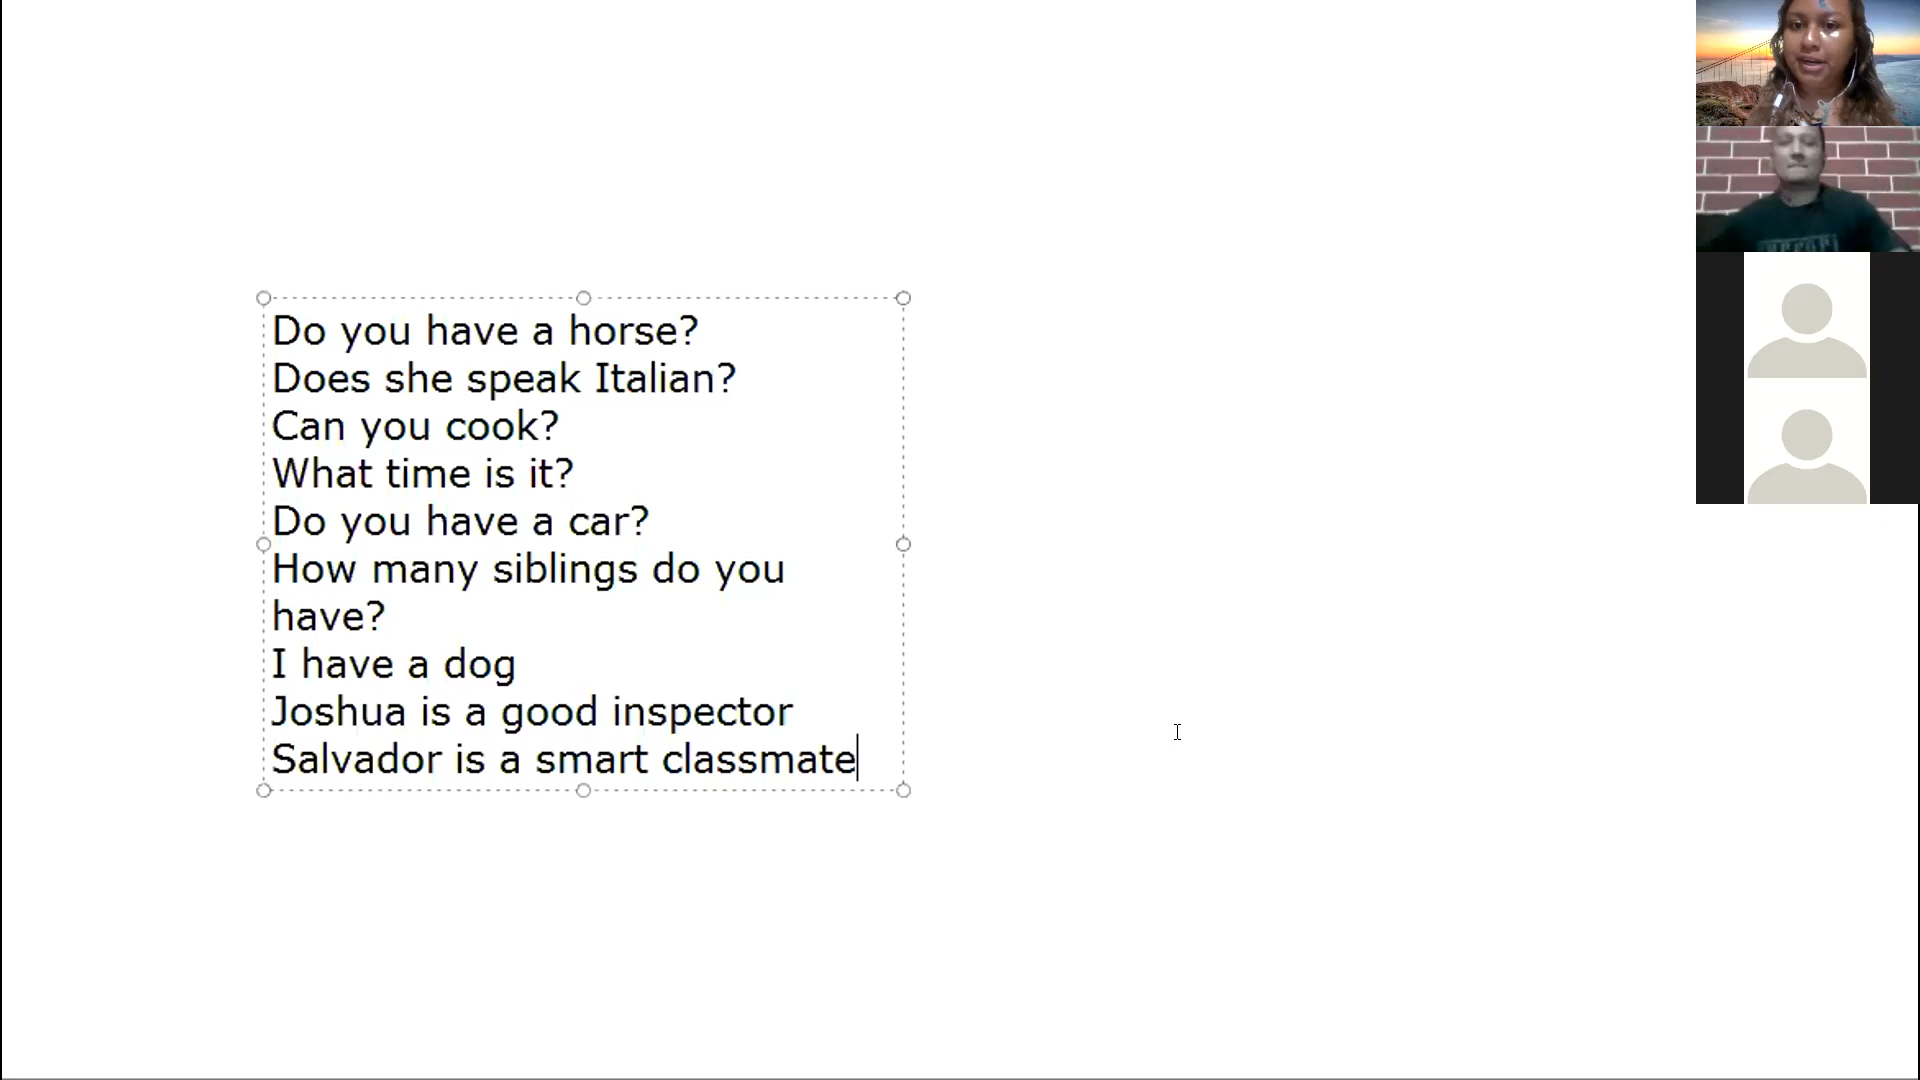 Do you have a horse?
Does she speak Italian?
Can you cook?
What time is it?
Do you have a car?
How many siblings do you
have?
I have a dog
Joshua is a good inspector
Salvador is a smart classmate